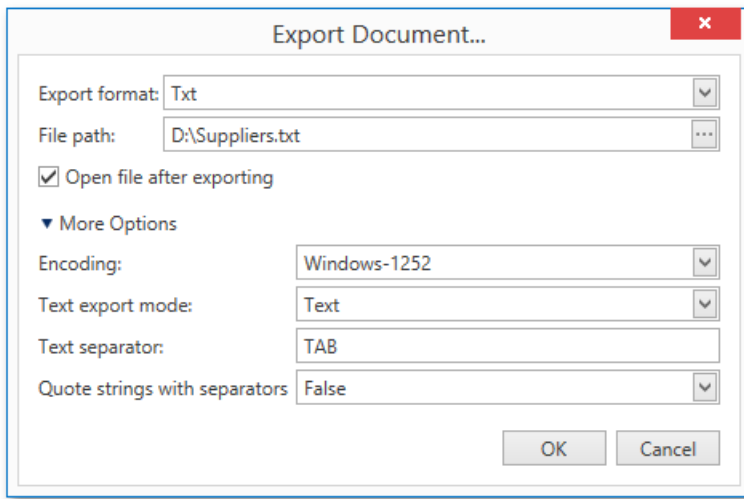 Export Document...
Export format: Txt
File path: D:\Suppliers.txt
Open file after exporting
More Options
Encoding: Windows-1252
Text export mode: Text
Text separator: TAB
Quote strings with separators False
OK Cancel